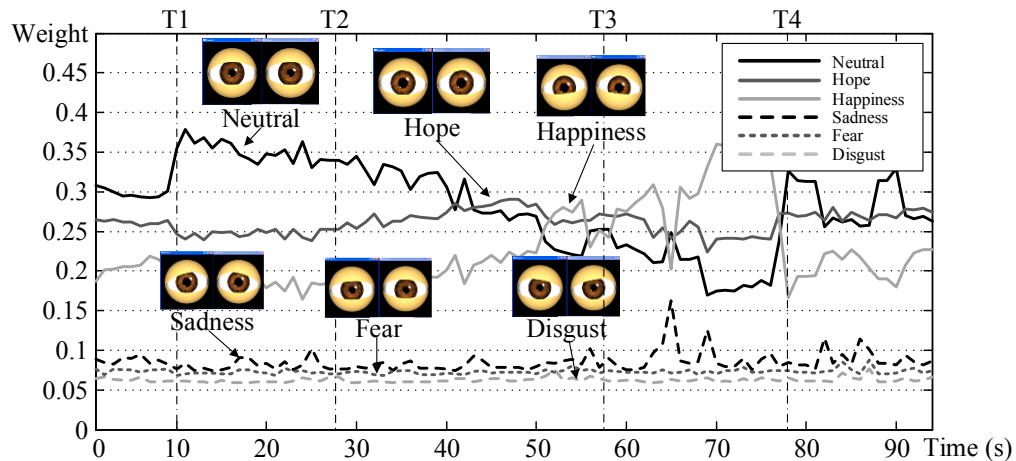 T1 T2 T3 T4
Weight
0.45
0.4
0.35
0.3
0.25
0.2
0.15
0.1
0.05
0
Neutral
Hope
Happiness
Sadness
Fear
Disgust
Neutral
Hope
Happiness
Sadness
Fear
Disgust
0 10 20 30 40 50 60 70 80 90 Time (s)